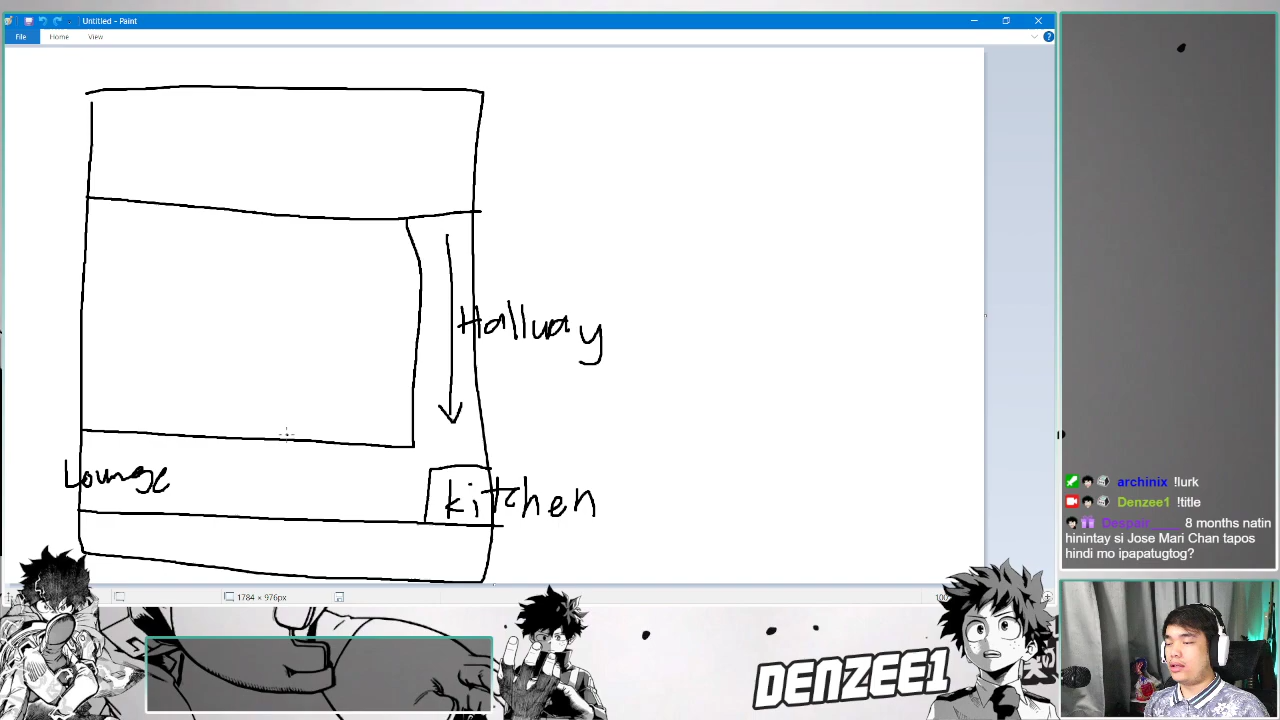 Untitled - Paint
File Home View
Hallway
Lounge
kitchen
1784 × 976px
archinix !lurk
Denzee1 !title
Despair____ 8 months natin
hinintay si Jose Mari Chan tapos
hindi mo ipapatugtog?
DENZEE1